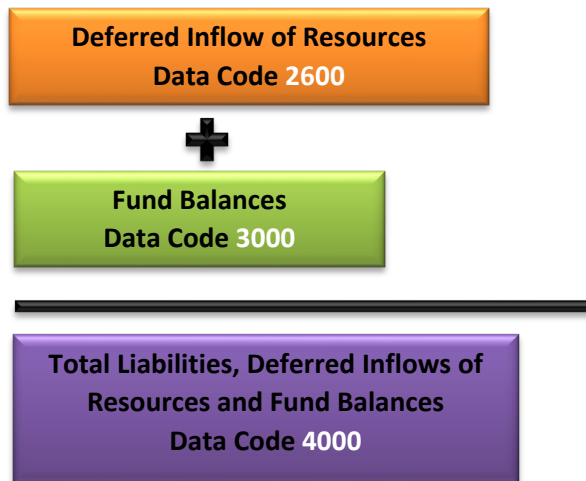 Deferred Inflow of Resources
Data Code 2600
+
Fund Balances
Data Code 3000
Total Liabilities, Deferred Inflows of
Resources and Fund Balances
Data Code 4000